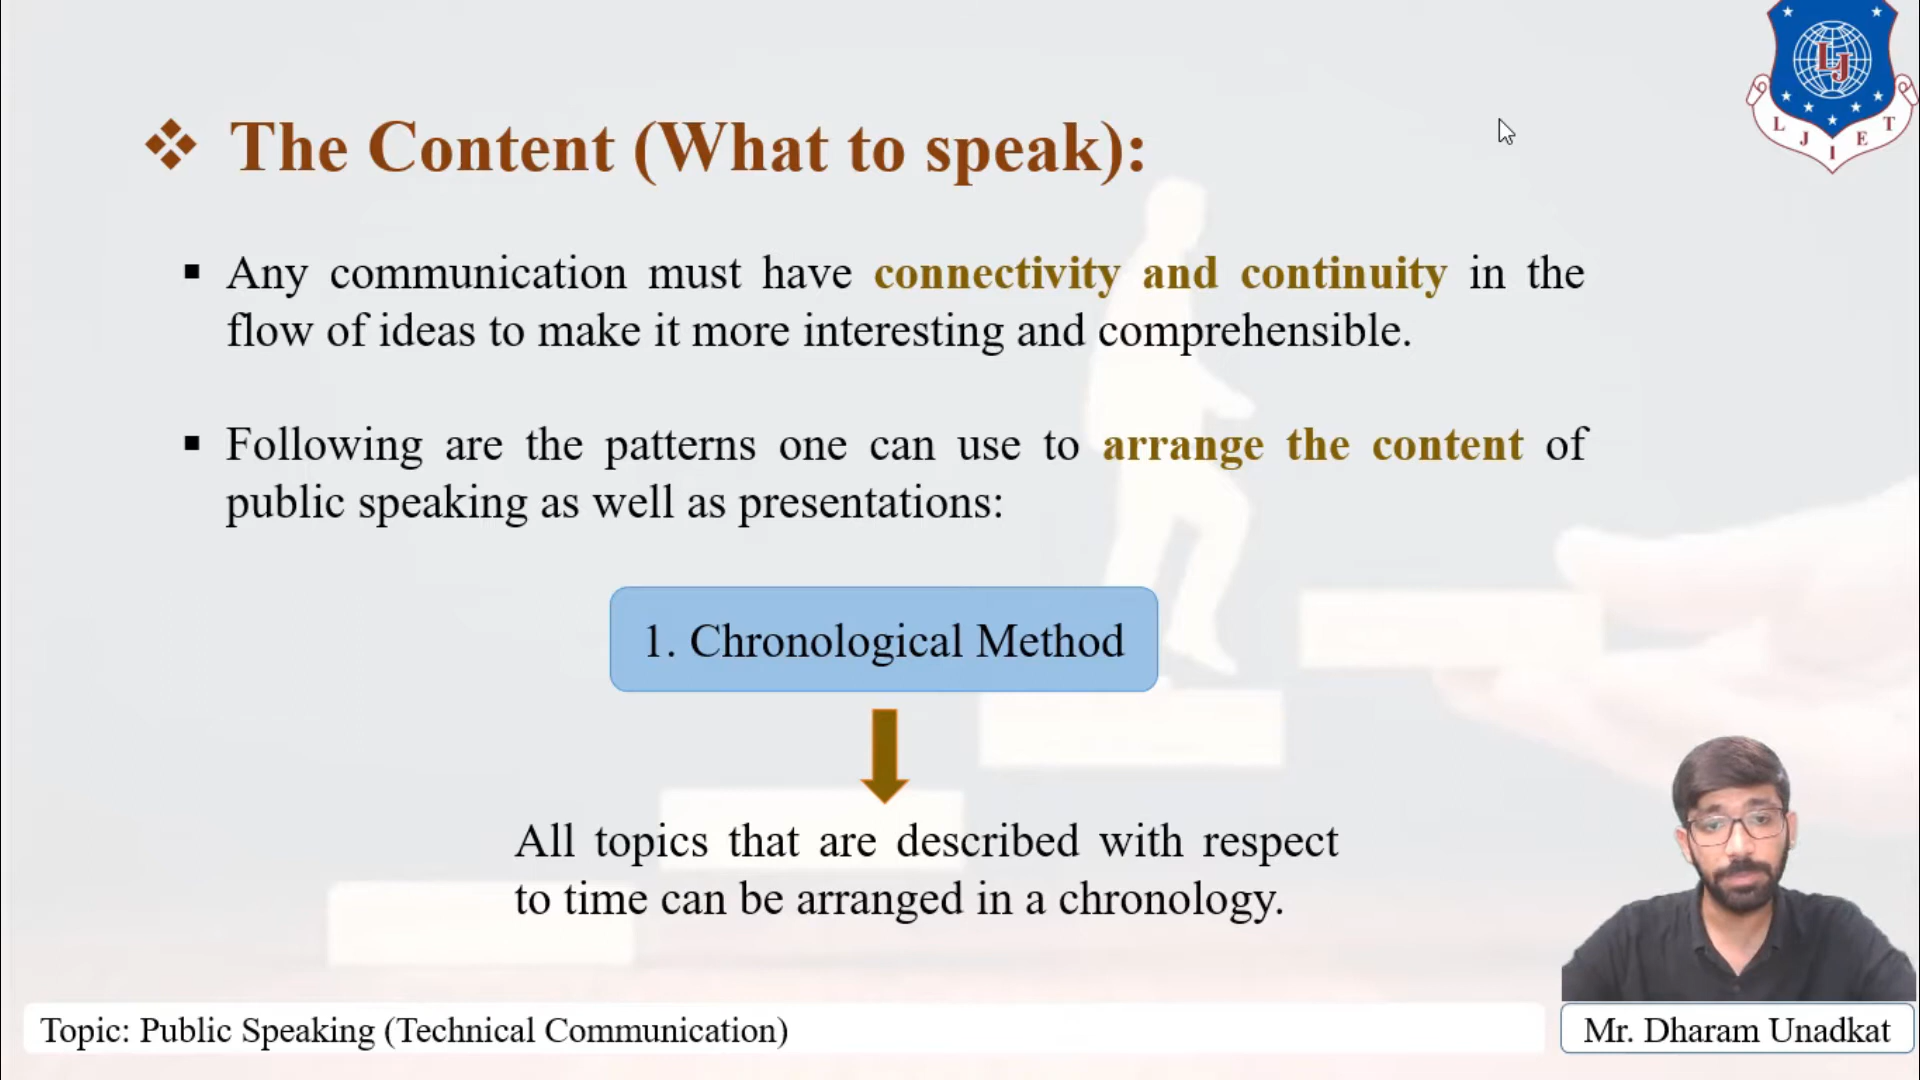 The Content (What to speak):
Any communication must have connectivity and continuity in the
flow of ideas to make it more interesting and comprehensible.
Following are the patterns one can use to arrange the content of
public speaking as well as presentations:
1. Chronological Method
All topics that are described with respect
to time can be arranged in a chronology.
Topic: Public Speaking (Technical Communication)
Mr. Dharam Unadkat
LJ
L J I E T